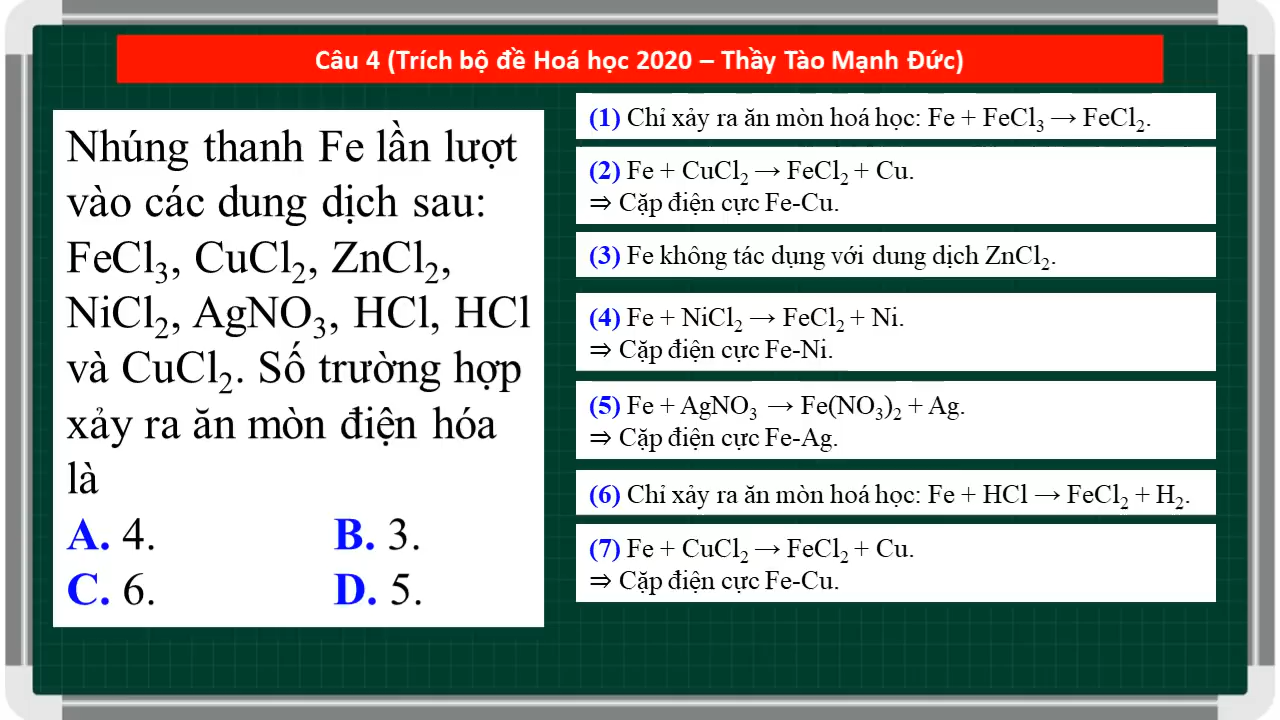 Câu 4 (Trích bộ đề Hoá học 2020 – Thầy Tào Mạnh Đức)
Nhúng thanh Fe lần lượt
vào các dung dịch sau:
FeCl₃, CuCl₂, ZnCl₂,
NiCl₂, AgNO₃, HCl, HCl
và CuCl₂. Số trường hợp
xảy ra ăn mòn điện hóa
là
A. 4. B. 3.
C. 6. D. 5.
(1) Chỉ xảy ra ăn mòn hoá học: Fe + FeCl₃ → FeCl₂.
(2) Fe + CuCl₂ → FeCl₂ + Cu.
⇒ Cặp điện cực Fe-Cu.
(3) Fe không tác dụng với dung dịch ZnCl₂.
(4) Fe + NiCl₂ → FeCl₂ + Ni.
⇒ Cặp điện cực Fe-Ni.
(5) Fe + AgNO₃ → Fe(NO₃)₂ + Ag.
⇒ Cặp điện cực Fe-Ag.
(6) Chỉ xảy ra ăn mòn hoá học: Fe + HCl → FeCl₂ + H₂.
(7) Fe + CuCl₂ → FeCl₂ + Cu.
⇒ Cặp điện cực Fe-Cu.